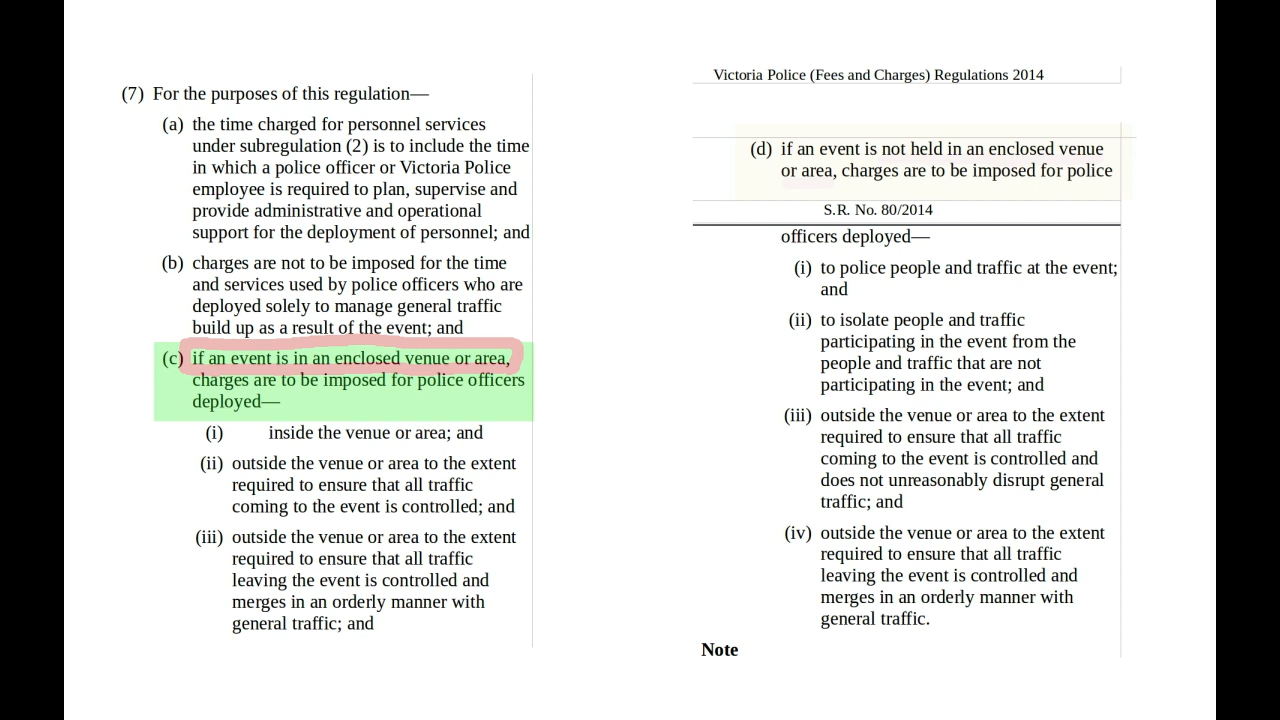 (7) For the purposes of this regulation—
(a) the time charged for personnel services
under subregulation (2) is to include the time
in which a police officer or Victoria Police
employee is required to plan, supervise and
provide administrative and operational
support for the deployment of personnel; and
(b) charges are not to be imposed for the time
and services used by police officers who are
deployed solely to manage general traffic
build up as a result of the event; and
(c) if an event is in an enclosed venue or area,
charges are to be imposed for police officers
deployed—
(i) inside the venue or area; and
(ii) outside the venue or area to the extent
required to ensure that all traffic
coming to the event is controlled; and
(iii) outside the venue or area to the extent
required to ensure that all traffic
leaving the event is controlled and
merges in an orderly manner with
general traffic; and
Victoria Police (Fees and Charges) Regulations 2014
(d) if an event is not held in an enclosed venue
or area, charges are to be imposed for police
S.R. No. 80/2014
officers deployed—
(i) to police people and traffic at the event;
and
(ii) to isolate people and traffic
participating in the event from the
people and traffic that are not
participating in the event; and
(iii) outside the venue or area to the extent
required to ensure that all traffic
coming to the event is controlled and
does not unreasonably disrupt general
traffic; and
(iv) outside the venue or area to the extent
required to ensure that all traffic
leaving the event is controlled and
merges in an orderly manner with
general traffic.
Note